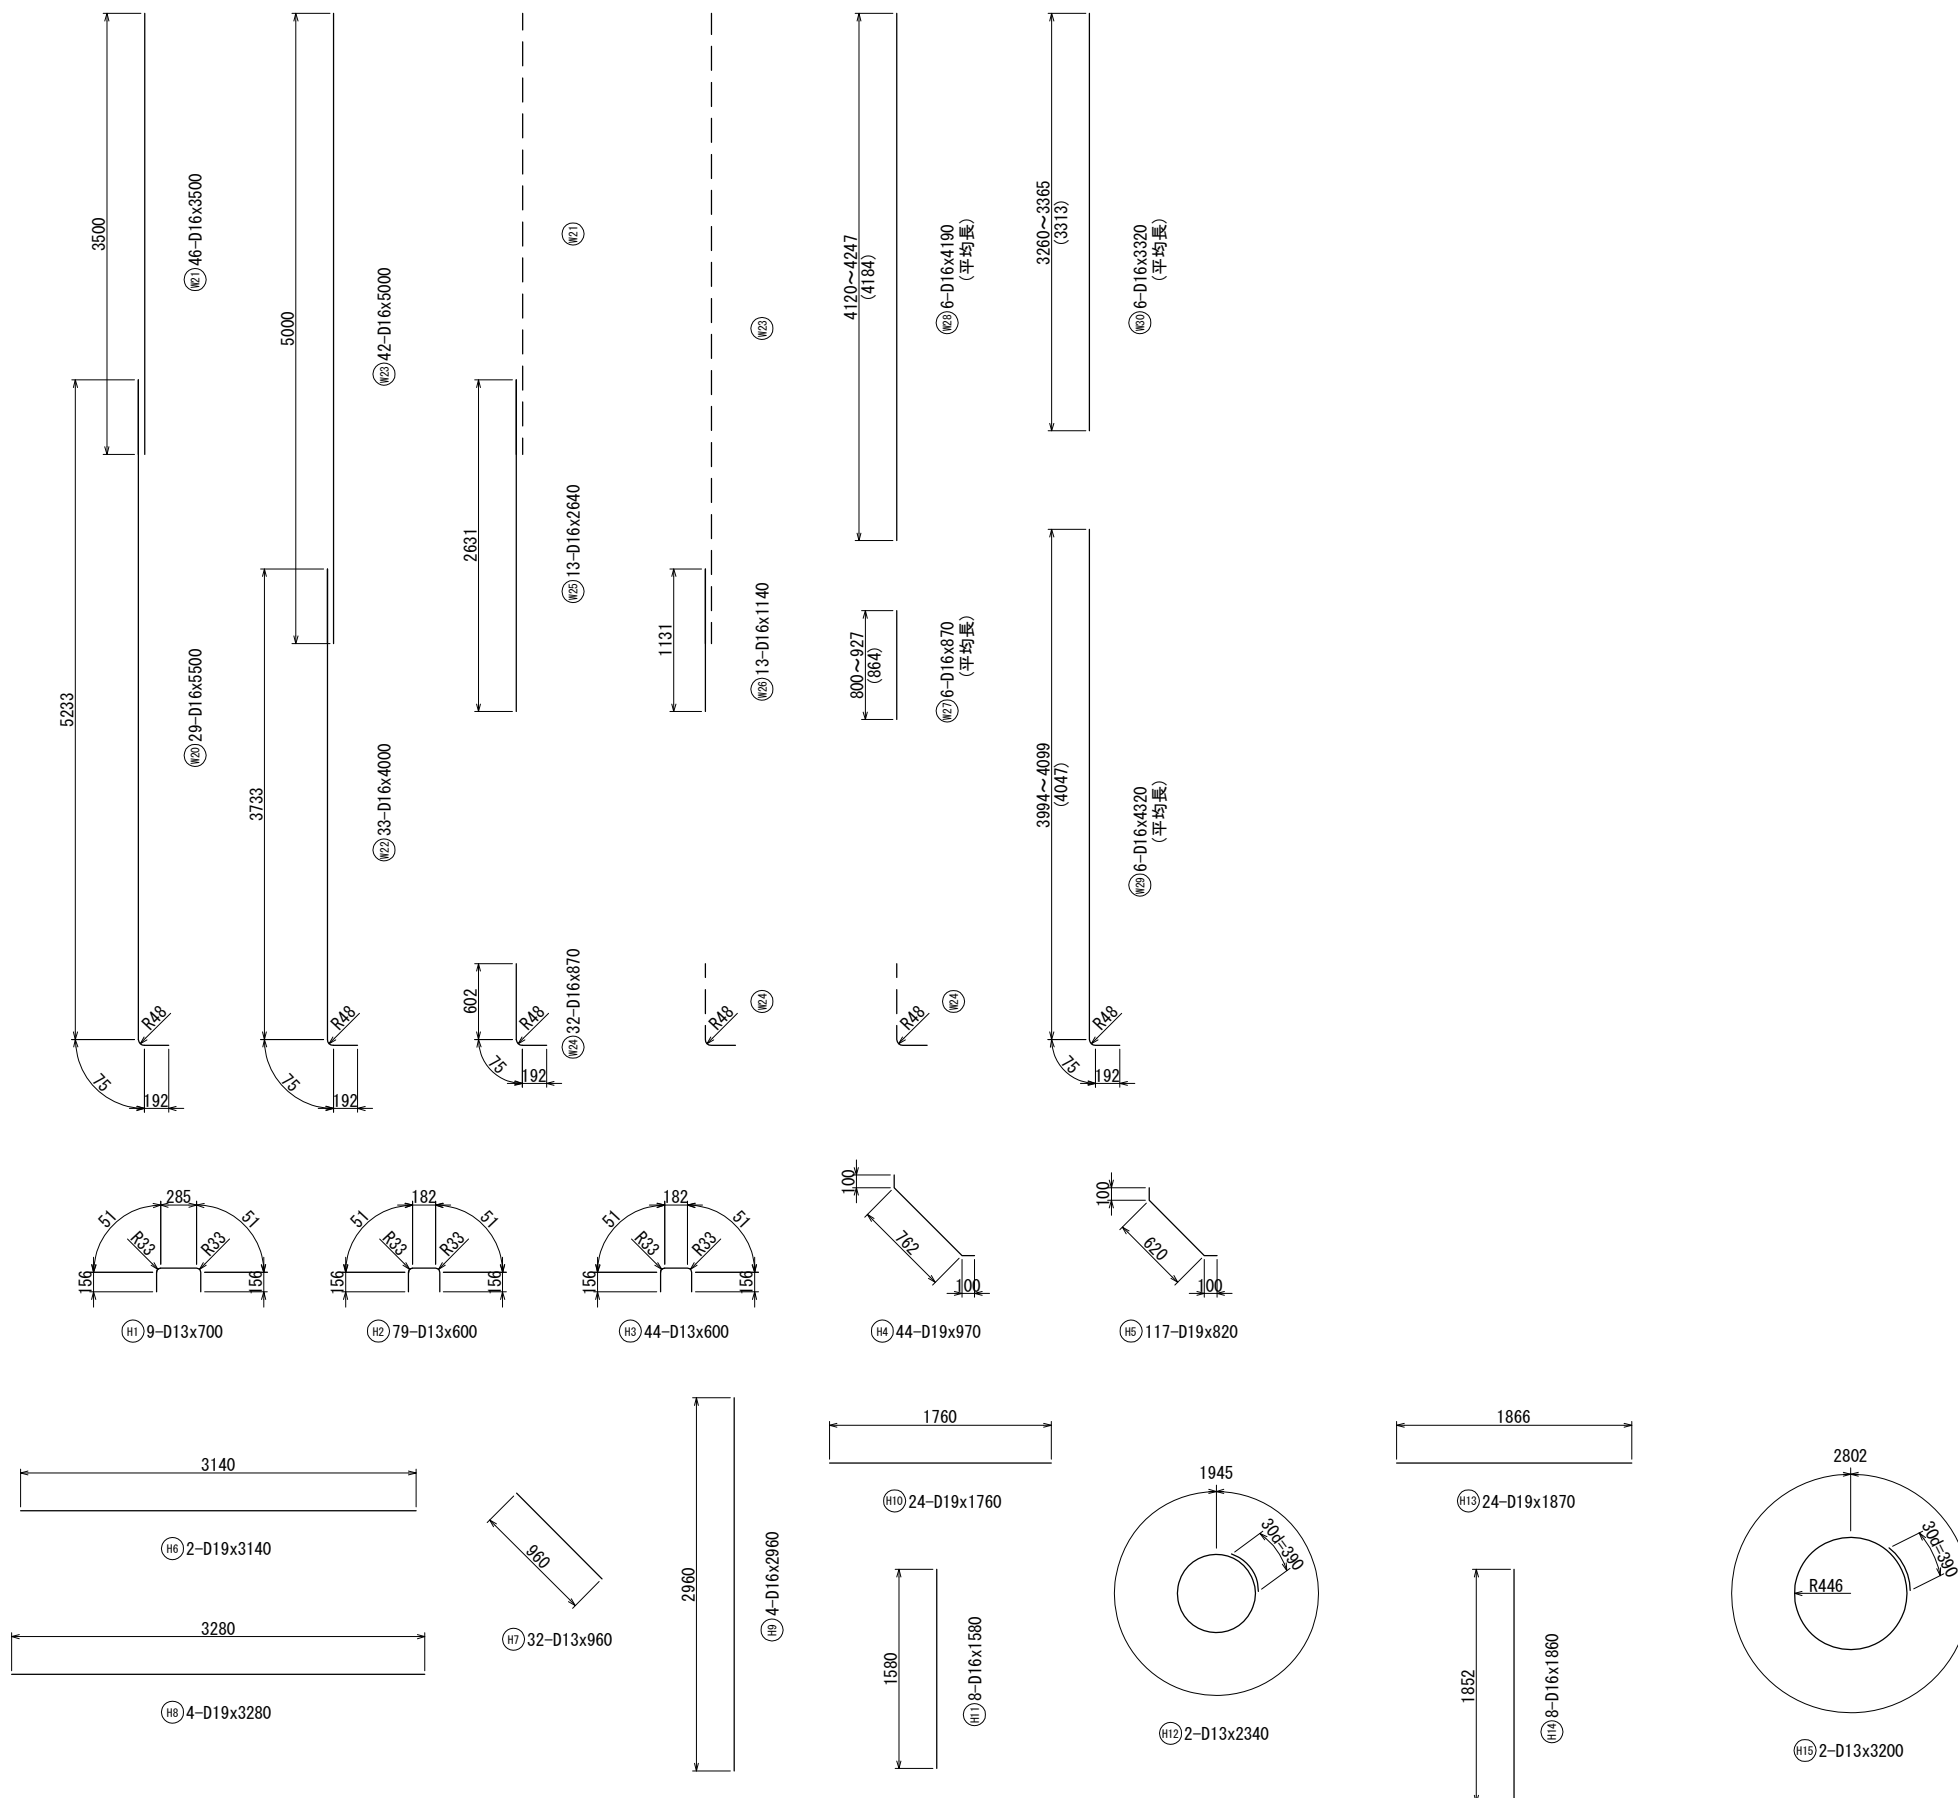 3500
W21 46-D16x3500
5233
W20 29-D16x5500
R48
75
192
5000
W23 42-D16x5000
3733
W22 33-D16x4000
R48
75
192
W21
2631
W25 13-D16x2640
602
W24 32-D16x870
R48
75
192
W23
1131
W26 13-D16x1140
R48
W24
4120～4247
(4184)
W28 6-D16x4190
(平均長)
800～927
(864)
W27 6-D16x870
(平均長)
R48
W24
3260～3365
(3313)
W30 6-D16x3320
(平均長)
3994～4099
(4047)
W29 6-D16x4320
(平均長)
R48
75
192
285
51
51
R33
R33
156
156
H1 9-D13x700
182
51
51
R33
R33
156
156
H2 79-D13x600
182
51
51
R33
R33
156
156
H3 44-D13x600
100
762
100
H4 44-D19x970
100
620
100
H5 117-D19x820
3140
H6 2-D19x3140
3280
H8 4-D19x3280
960
H7 32-D13x960
2960
H9 4-D16x2960
1760
H10 24-D19x1760
1580
H11 8-D16x1580
1945
30d=390
H12 2-D13x2340
1866
H13 24-D19x1870
1852
H14 8-D16x1860
2802
30d=390
R446
H15 2-D13x3200